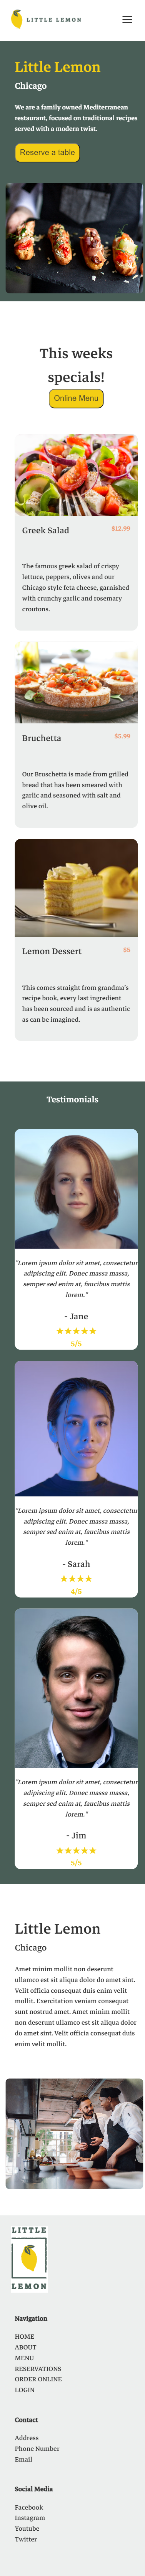 LITTLE LEMON
Little Lemon
Chicago
We are a family owned Mediterranean
restaurant, focused on traditional recipes
served with a modern twist.
Reserve a table
This weeks
specials!
Online Menu
Greek Salad
$12.99
The famous greek salad of crispy
lettuce, peppers, olives and our
Chicago style feta cheese, garnished
with crunchy garlic and rosemary
croutons.
Bruchetta
$5.99
Our Bruschetta is made from grilled
bread that has been smeared with
garlic and seasoned with salt and
olive oil.
Lemon Dessert
$5
This comes straight from grandma's
recipe book, every last ingredient
has been sourced and is as authentic
as can be imagined.
Testimonials
"Lorem ipsum dolor sit amet, consectetur
adipiscing elit. Donec massa massa,
semper sed enim at, faucibus mattis
lorem."
- Jane
★★★★★
5/5
"Lorem ipsum dolor sit amet, consectetur
adipiscing elit. Donec massa massa,
semper sed enim at, faucibus mattis
lorem."
- Sarah
★★★★
4/5
"Lorem ipsum dolor sit amet, consectetur
adipiscing elit. Donec massa massa,
semper sed enim at, faucibus mattis
lorem."
- Jim
★★★★★
5/5
Little Lemon
Chicago
Amet minim mollit non deserunt
ullamco est sit aliqua dolor do amet sint.
Velit officia consequat duis enim velit
mollit. Exercitation veniam consequat
sunt nostrud amet. Amet minim mollit
non deserunt ullamco est sit aliqua dolor
do amet sint. Velit officia consequat duis
enim velit mollit.
LITTLE
LEMON
Navigation
HOME
ABOUT
MENU
RESERVATIONS
ORDER ONLINE
LOGIN
Contact
Address
Phone Number
Email
Social Media
Facebook
Instagram
Youtube
Twitter